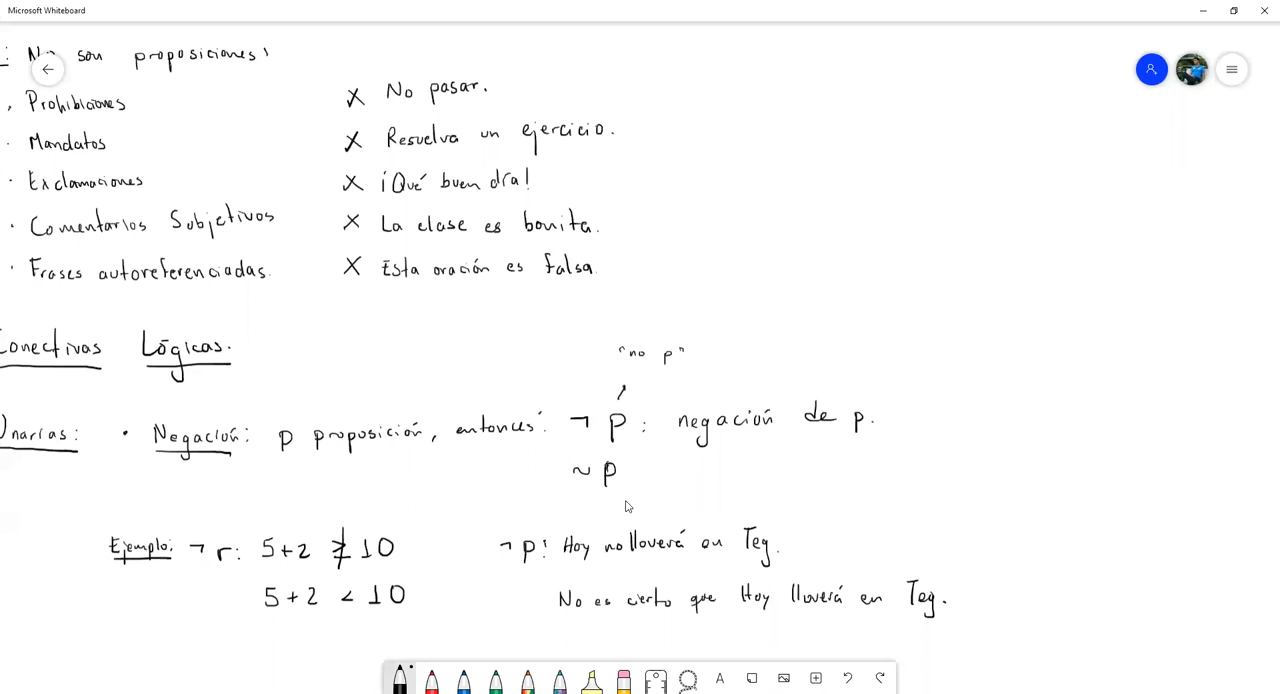 Microsoft Whiteboard
: No son proposiciones:
· Prohibiciones X No pasar.
· Mandatos X Resuelva un ejercicio.
· Exclamaciones X ¡Qué buen día!
· Comentarios Subjetivos X La clase es bonita.
· Frases autoreferenciadas. X Esta oración es falsa.
Conectivas Lógicas.
"no p"
Unarias: · Negación: p proposición, entonces: ¬ p : negación de p.
~ p
Ejemplo: ¬ r: 5+2 ≱ 10 ¬ p: Hoy no lloverá en Teg.
5 + 2 < 10 No es cierto que Hoy lloverá en Teg.